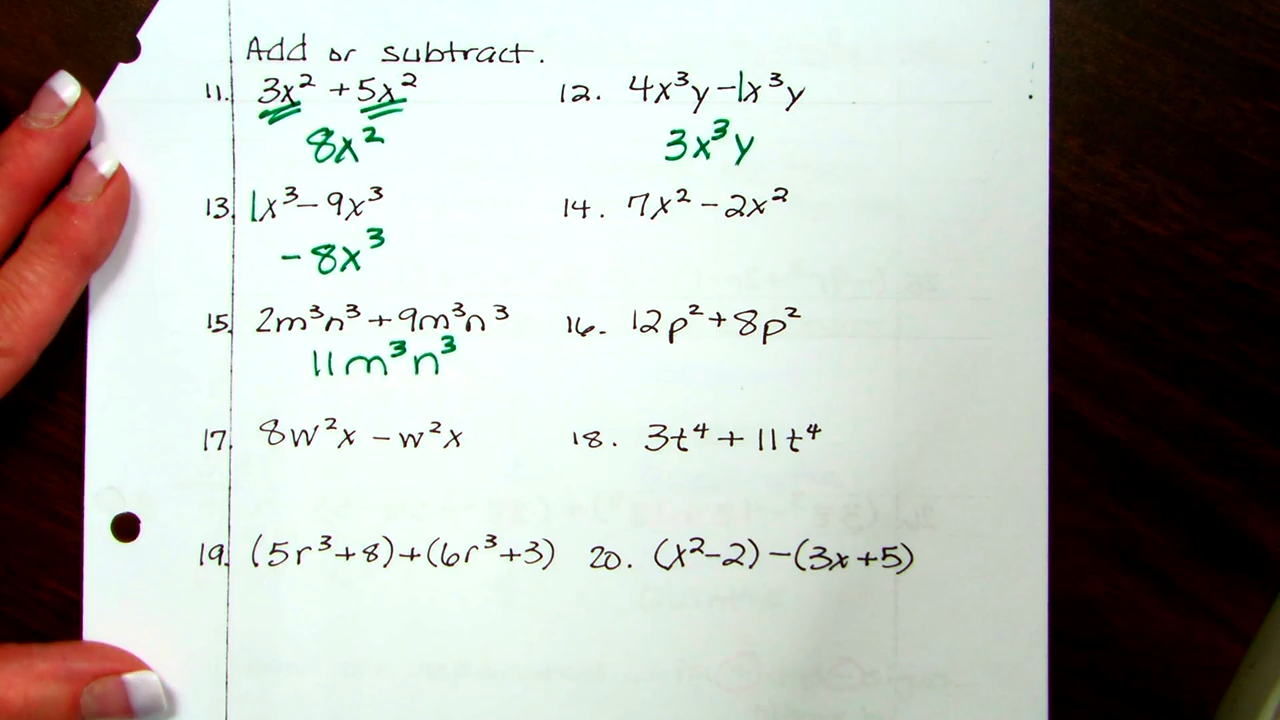 Add or subtract.
11. 3x² + 5x² 12. 4x³y - 1x³y
8x² 3x³y
13. 1x³ - 9x³ 14. 7x² - 2x²
- 8x³
15. 2m³n³ + 9m³n³ 16. 12p² + 8p²
11m³n³
17. 8w²x - w²x 18. 3t⁴ + 11t⁴
19. (5r³+8)+(6r³+3) 20. (x²-2)-(3x+5)